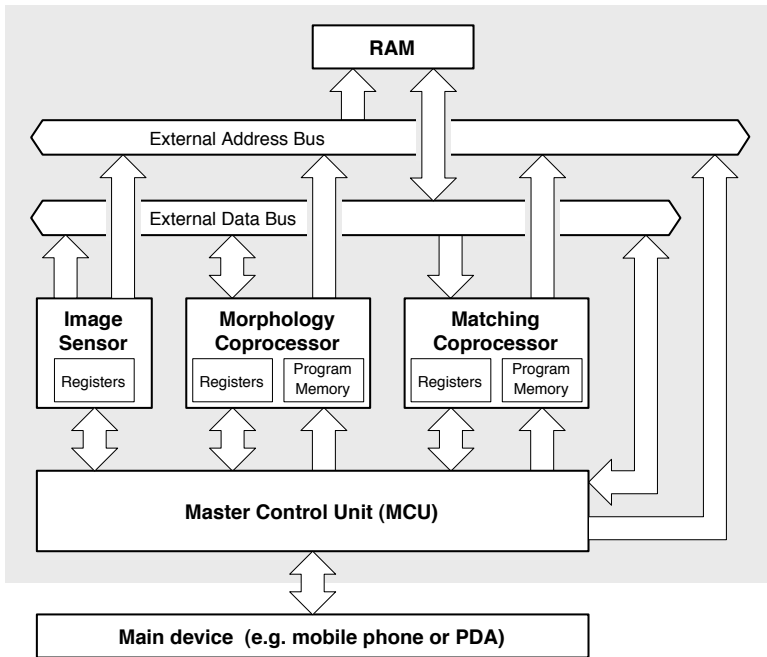 RAM
External Address Bus
External Data Bus
Image
Sensor
Registers
Morphology
Coprocessor
Registers
Program
Memory
Matching
Coprocessor
Registers
Program
Memory
Master Control Unit (MCU)
Main device (e.g. mobile phone or PDA)